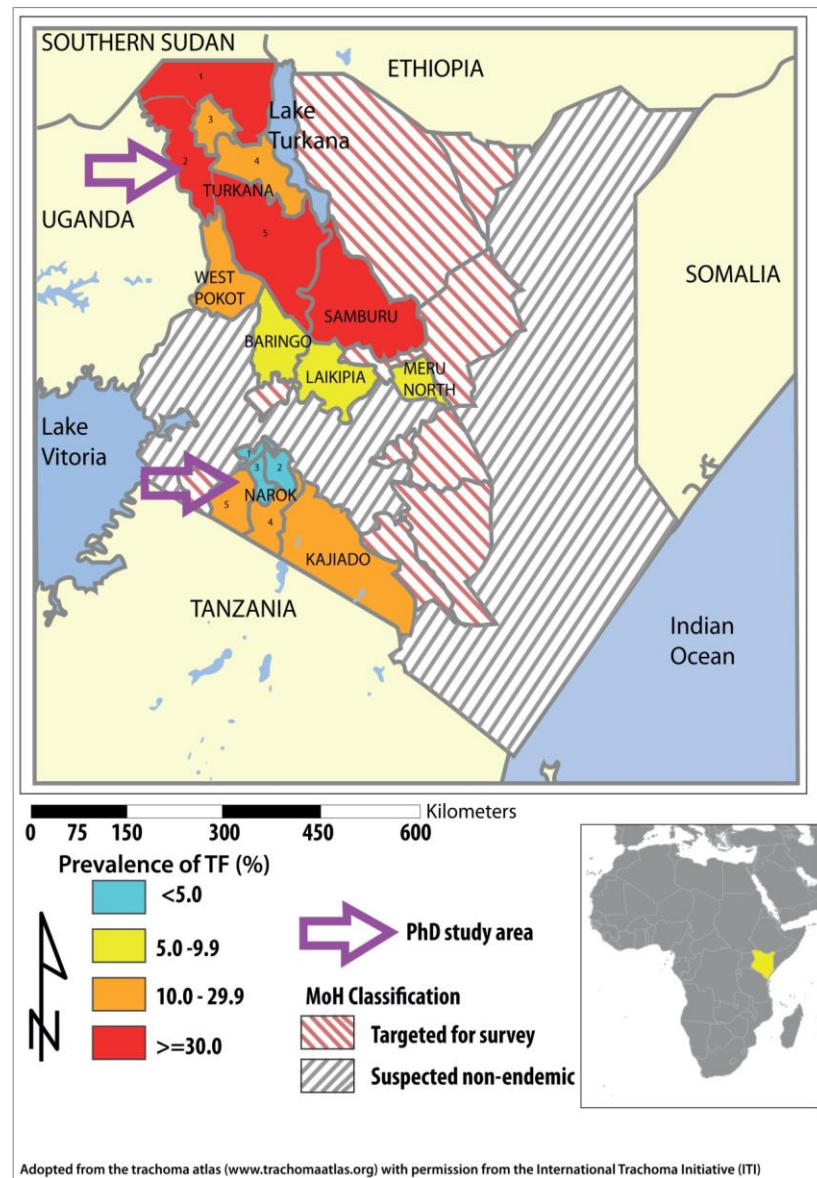 SOUTHERN SUDAN
ETHIOPIA
1
Lake
Turkana
3
4
2
TURKANA
UGANDA
5
WEST
POKOT
SOMALIA
SAMBURU
BARINGO
LAIKIPIA
MERU
NORTH
Lake
Vitoria
1
3
2
NAROK
5
4
KAJIADO
TANZANIA
Indian
Ocean
Kilometers
0 75 150 300 450 600
Prevalence of TF (%)
<5.0
5.0 -9.9
10.0 - 29.9
>=30.0
N
PhD study area
MoH Classification
Targeted for survey
Suspected non-endemic
Adopted from the trachoma atlas (www.trachomaatlas.org) with permission from the International Trachoma Initiative (ITI)